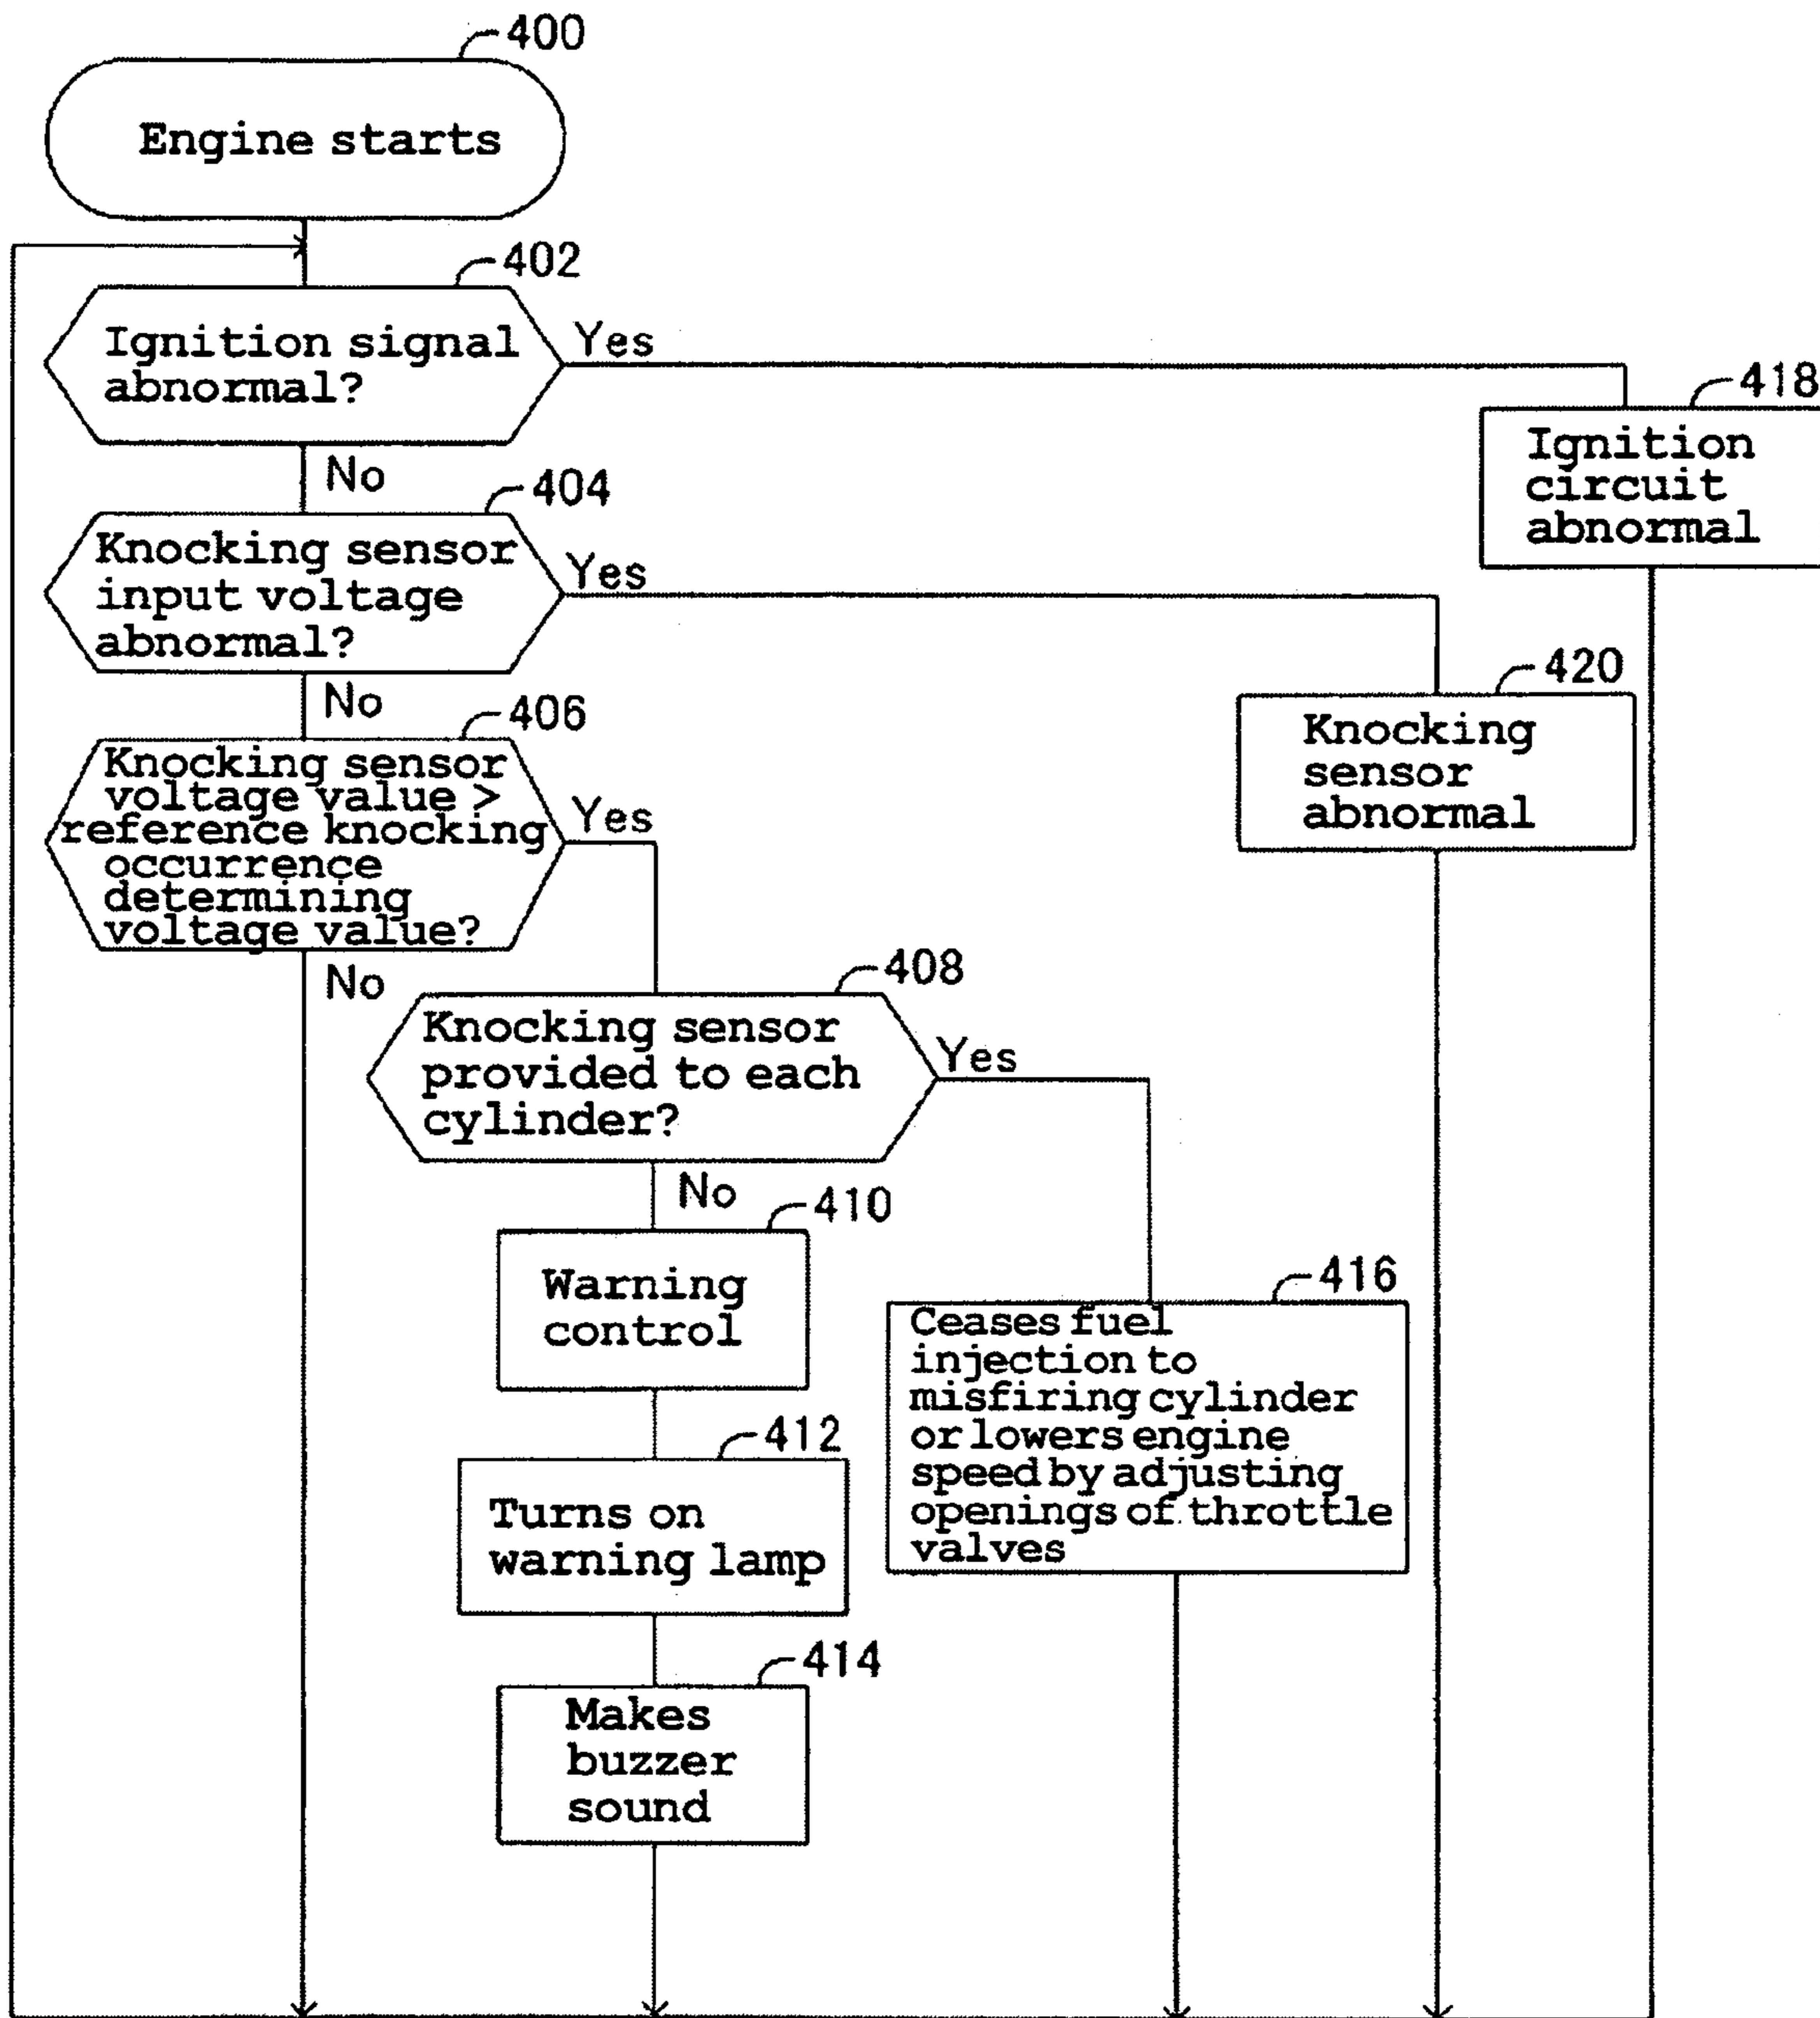 400
Engine starts
402
Ignition signal
abnormal?
Yes
No
418
Ignition
circuit
abnormal
404
Knocking sensor
input voltage
abnormal?
Yes
No
420
Knocking
sensor
abnormal
406
Knocking sensor
voltage value >
reference knocking
occurrence
determining
voltage value?
Yes
No
408
Knocking sensor
provided to each
cylinder?
Yes
No
410
Warning
control
416
Ceases fuel
injection to
misfiring cylinder
or lowers engine
speed by adjusting
openings of throttle
valves
412
Turns on
warning lamp
414
Makes
buzzer
sound